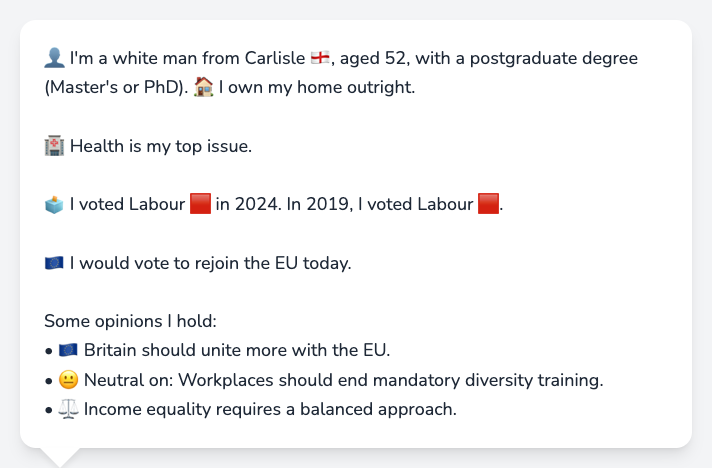 👤 I'm a white man from Carlisle 🏴󠁧󠁢󠁥󠁮󠁧󠁿, aged 52, with a postgraduate degree
(Master's or PhD). 🏠 I own my home outright.
🏥 Health is my top issue.
🗳️ I voted Labour 🟥 in 2024. In 2019, I voted Labour 🟥.
🇪🇺 I would vote to rejoin the EU today.
Some opinions I hold:
• 🇪🇺 Britain should unite more with the EU.
• 😐 Neutral on: Workplaces should end mandatory diversity training.
• ⚖️ Income equality requires a balanced approach.